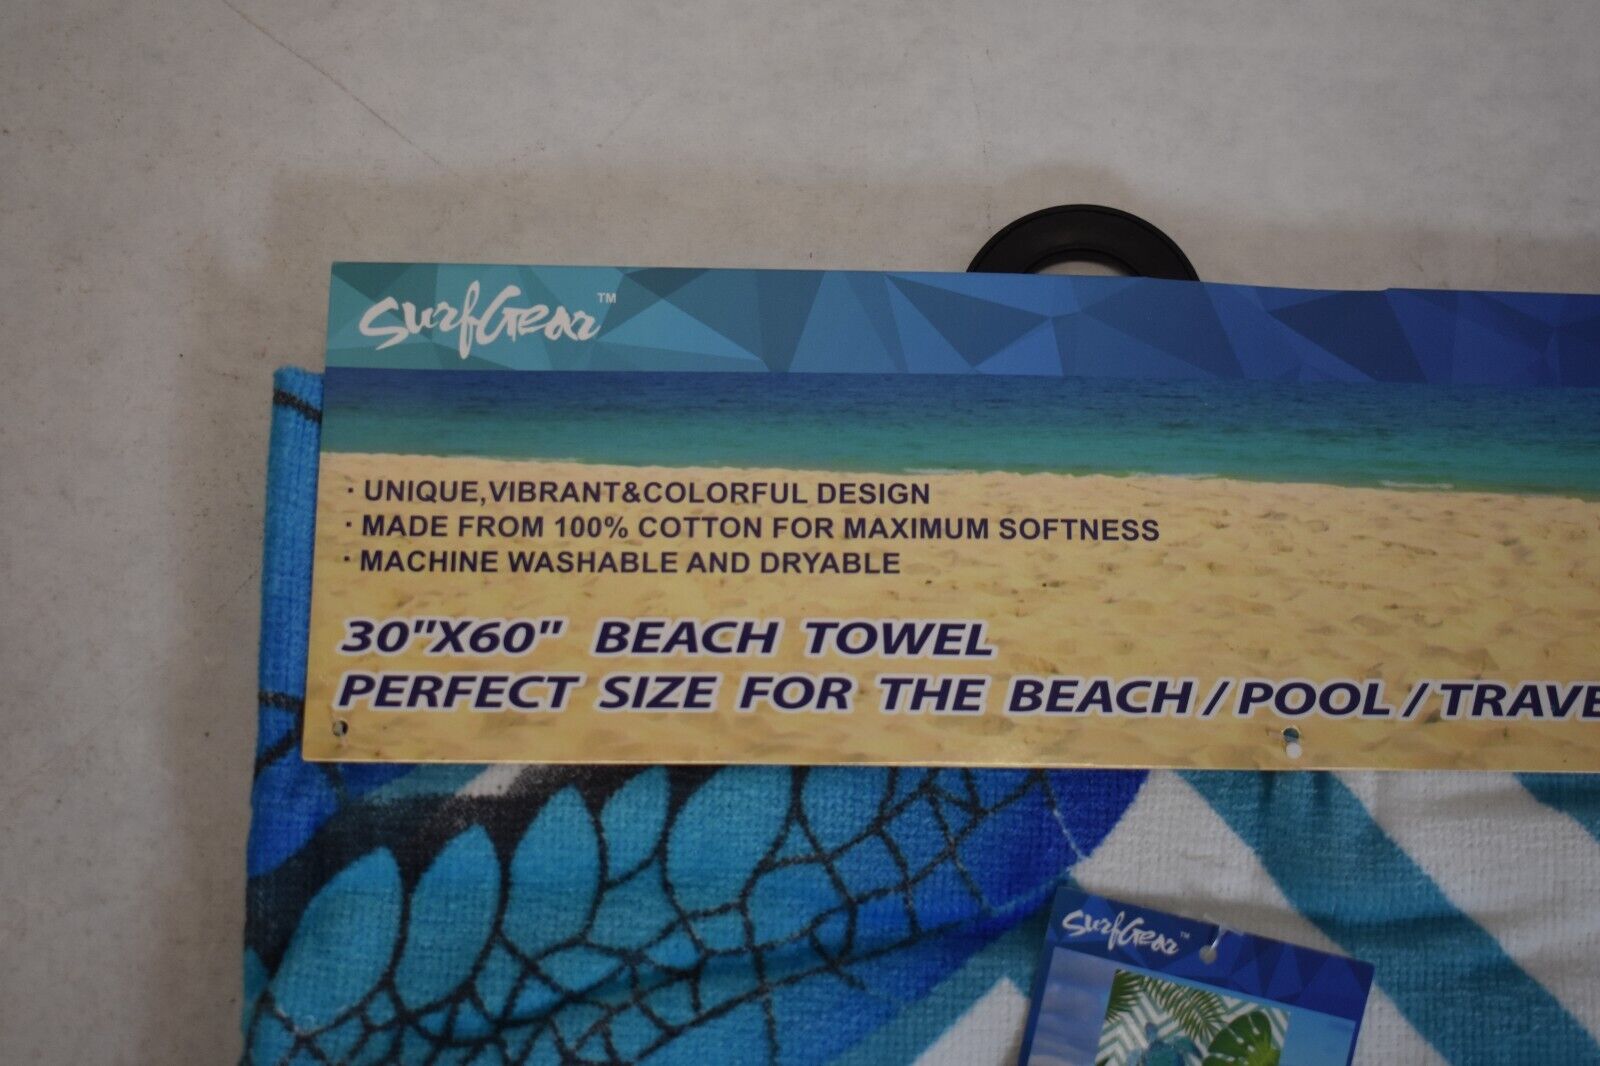 SurfGear™
· UNIQUE,VIBRANT&COLORFUL DESIGN
· MADE FROM 100% COTTON FOR MAXIMUM SOFTNESS
· MACHINE WASHABLE AND DRYABLE
30"X60" BEACH TOWEL
PERFECT SIZE FOR THE BEACH / POOL / TRAVE
SurfGear™